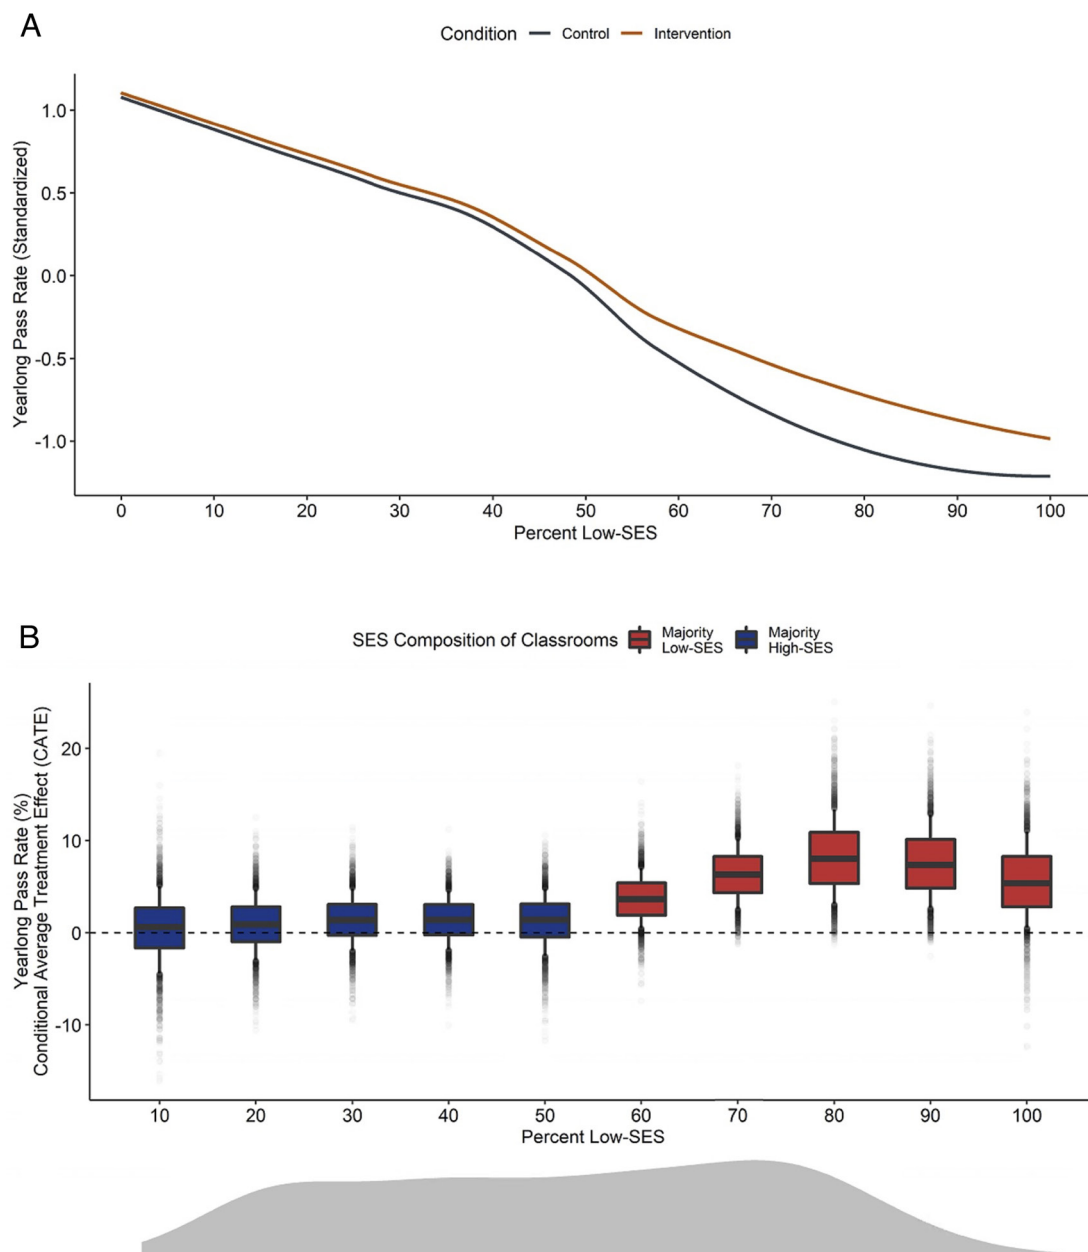 A
Condition Control Intervention
Yearlong Pass Rate (Standardized)
1.0
0.5
0.0
-0.5
-1.0
0 10 20 30 40 50 60 70 80 90 100
Percent Low-SES
B
SES Composition of Classrooms Majority Low-SES Majority High-SES
Yearlong Pass Rate (%)
Conditional Average Treatment Effect (CATE)
20
10
0
-10
10 20 30 40 50 60 70 80 90 100
Percent Low-SES